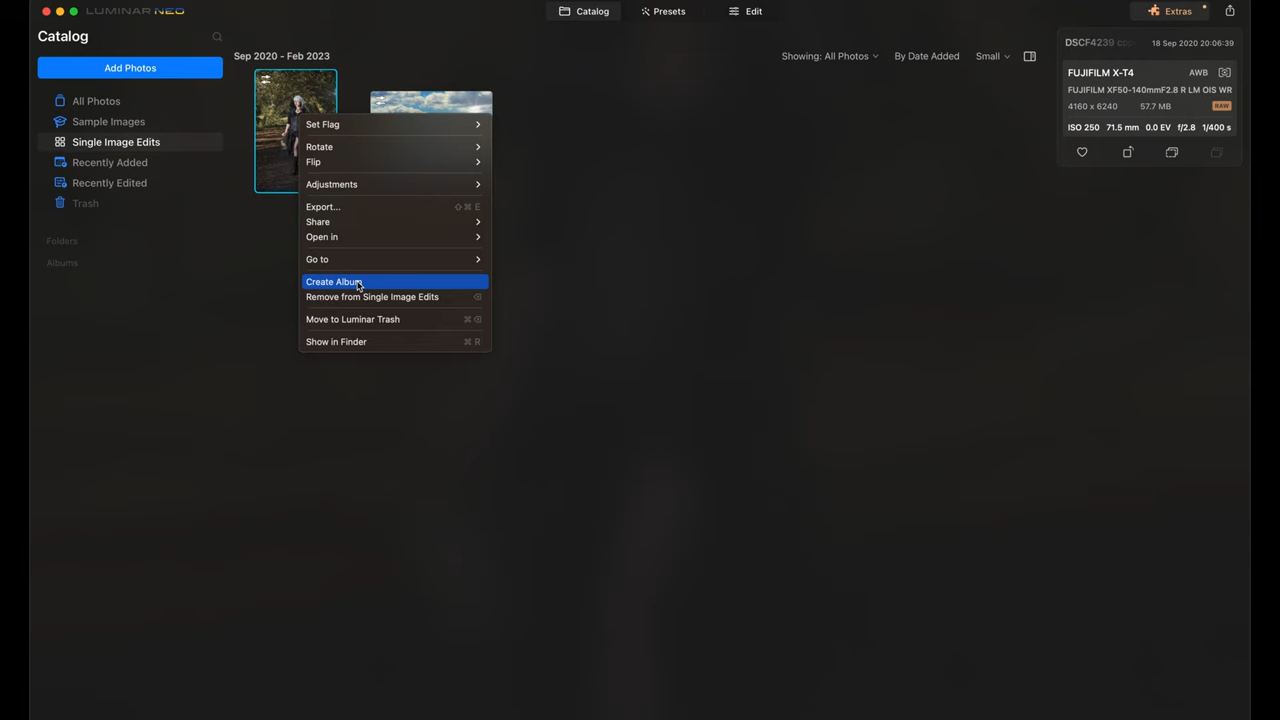 LUMINAR NEO
Catalog
Presets
Edit
Extras
Catalog
Add Photos
All Photos
Sample Images
Single Image Edits
Recently Added
Recently Edited
Trash
Folders
Albums
Sep 2020 - Feb 2023
Showing: All Photos
By Date Added
Small
Set Flag
Rotate
Flip
Adjustments
Export... ⇧⌘ E
Share
Open in
Go to
Create Album
Remove from Single Image Edits ⌫
Move to Luminar Trash ⌘⌫
Show in Finder ⌘ R
DSCF4239 cop 18 Sep 2020 20:06:39
FUJIFILM X-T4 AWB
FUJIFILM XF50-140mmF2.8 R LM OIS WR
4160 x 6240 57.7 MB RAW
ISO 250 71.5 mm 0.0 EV f/2.8 1/400 s